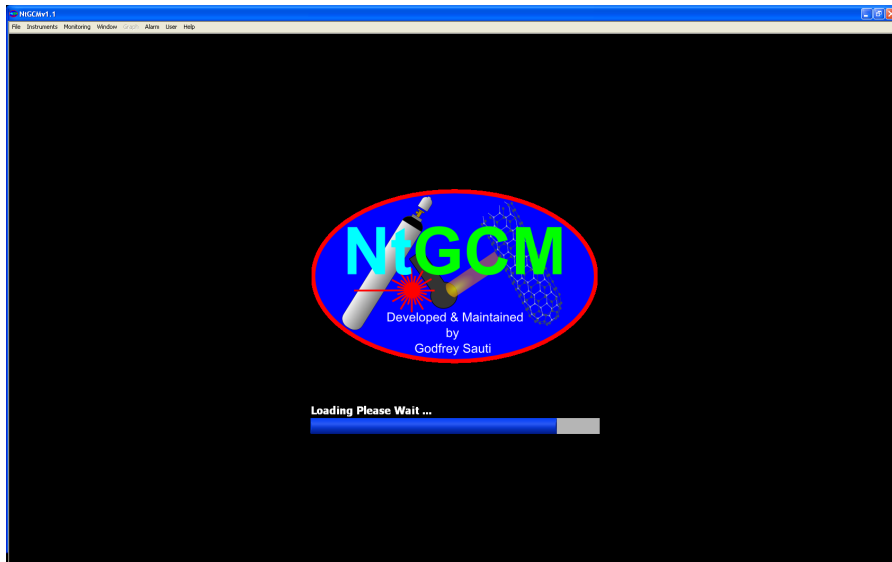 NtGCMv1.1
File Instruments Monitoring Window Graph Alarm User Help
NtGCM
Developed & Maintained
by
Godfrey Sauti
Loading Please Wait ...